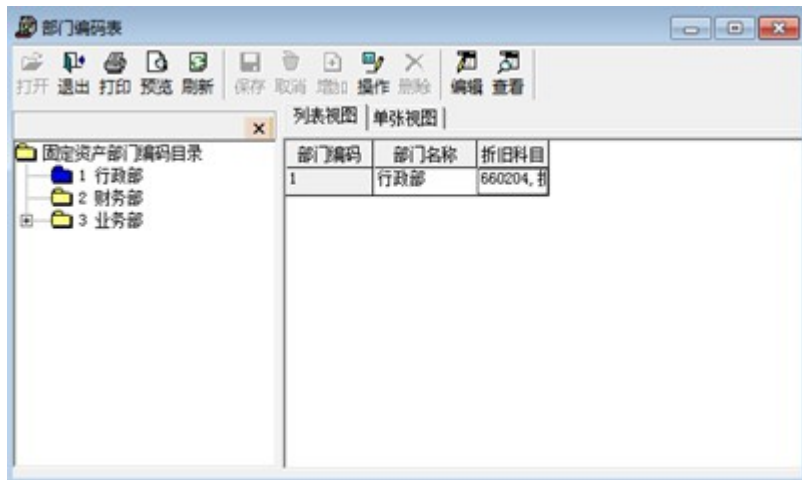 部门编码表
打开 退出 打印 预览 刷新 保存 取消 增加 操作 删除 编辑 查看
列表视图 单张视图
固定资产部门编码目录
1 行政部
2 财务部
3 业务部
部门编码 部门名称 折旧科目
1 行政部 660204,